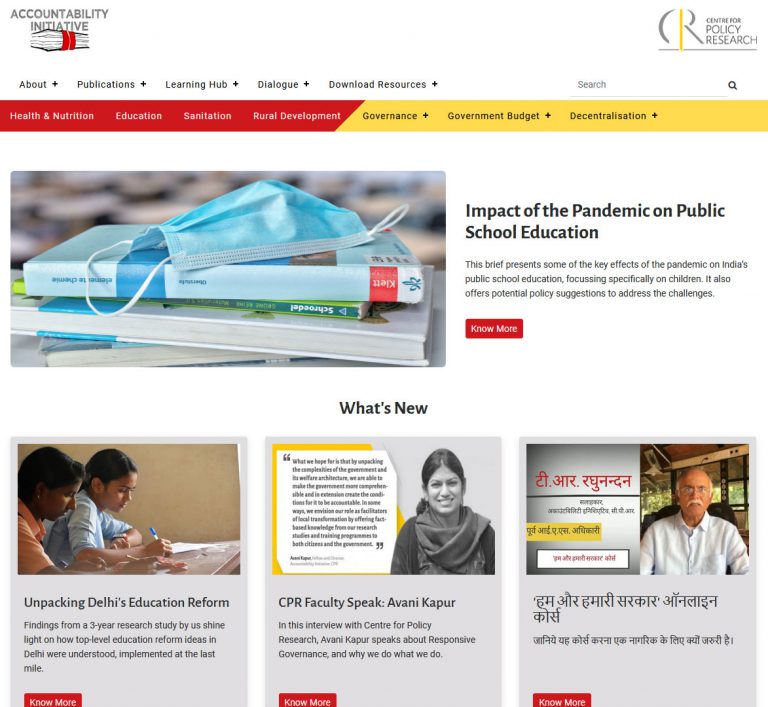 ACCOUNTABILITY
INITIATIVE
CENTRE FOR
POLICY
RESEARCH
About + Publications + Learning Hub + Dialogue + Download Resources + Search
Health & Nutrition Education Sanitation Rural Development Governance + Government Budget + Decentralisation +
elemente chemie Oberstufe Klett
GRÜNE REIHE Schroedel
Impact of the Pandemic on Public
School Education
This brief presents some of the key effects of the pandemic on India's
public school education, focussing specifically on children. It also
offers potential policy suggestions to address the challenges.
Know More
What's New
“ What we hope for is that by unpacking
the complexities of the government and
its welfare architecture, we are able to
make the government more comprehen-
sible and in extension create the condi-
tions for it to be accountable. In some
ways, we envision our role as facilitators
of local transformation by offering fact-
based knowledge from our research
studies and training programmes to
both citizens and the government. ”
Avani Kapur, Fellow and Director,
Accountability Initiative, CPR
टी.आर. रघुनन्दन
सलाहकार,
अकाउंटबिलिटी इनिशिएटिव, सी.पी.आर.
पूर्व आई.ए.एस. अधिकारी
'हम और हमारी सरकार' कोर्स
Unpacking Delhi's Education Reform
Findings from a 3-year research study by us shine
light on how top-level education reform ideas in
Delhi were understood, implemented at the last
mile.
Know More
CPR Faculty Speak: Avani Kapur
In this interview with Centre for Policy
Research, Avani Kapur speaks about Responsive
Governance, and why we do what we do.
Know More
'हम और हमारी सरकार' ऑनलाइन
कोर्स
जानिये यह कोर्स करना एक नागरिक के लिए क्यों जरुरी है।
Know More